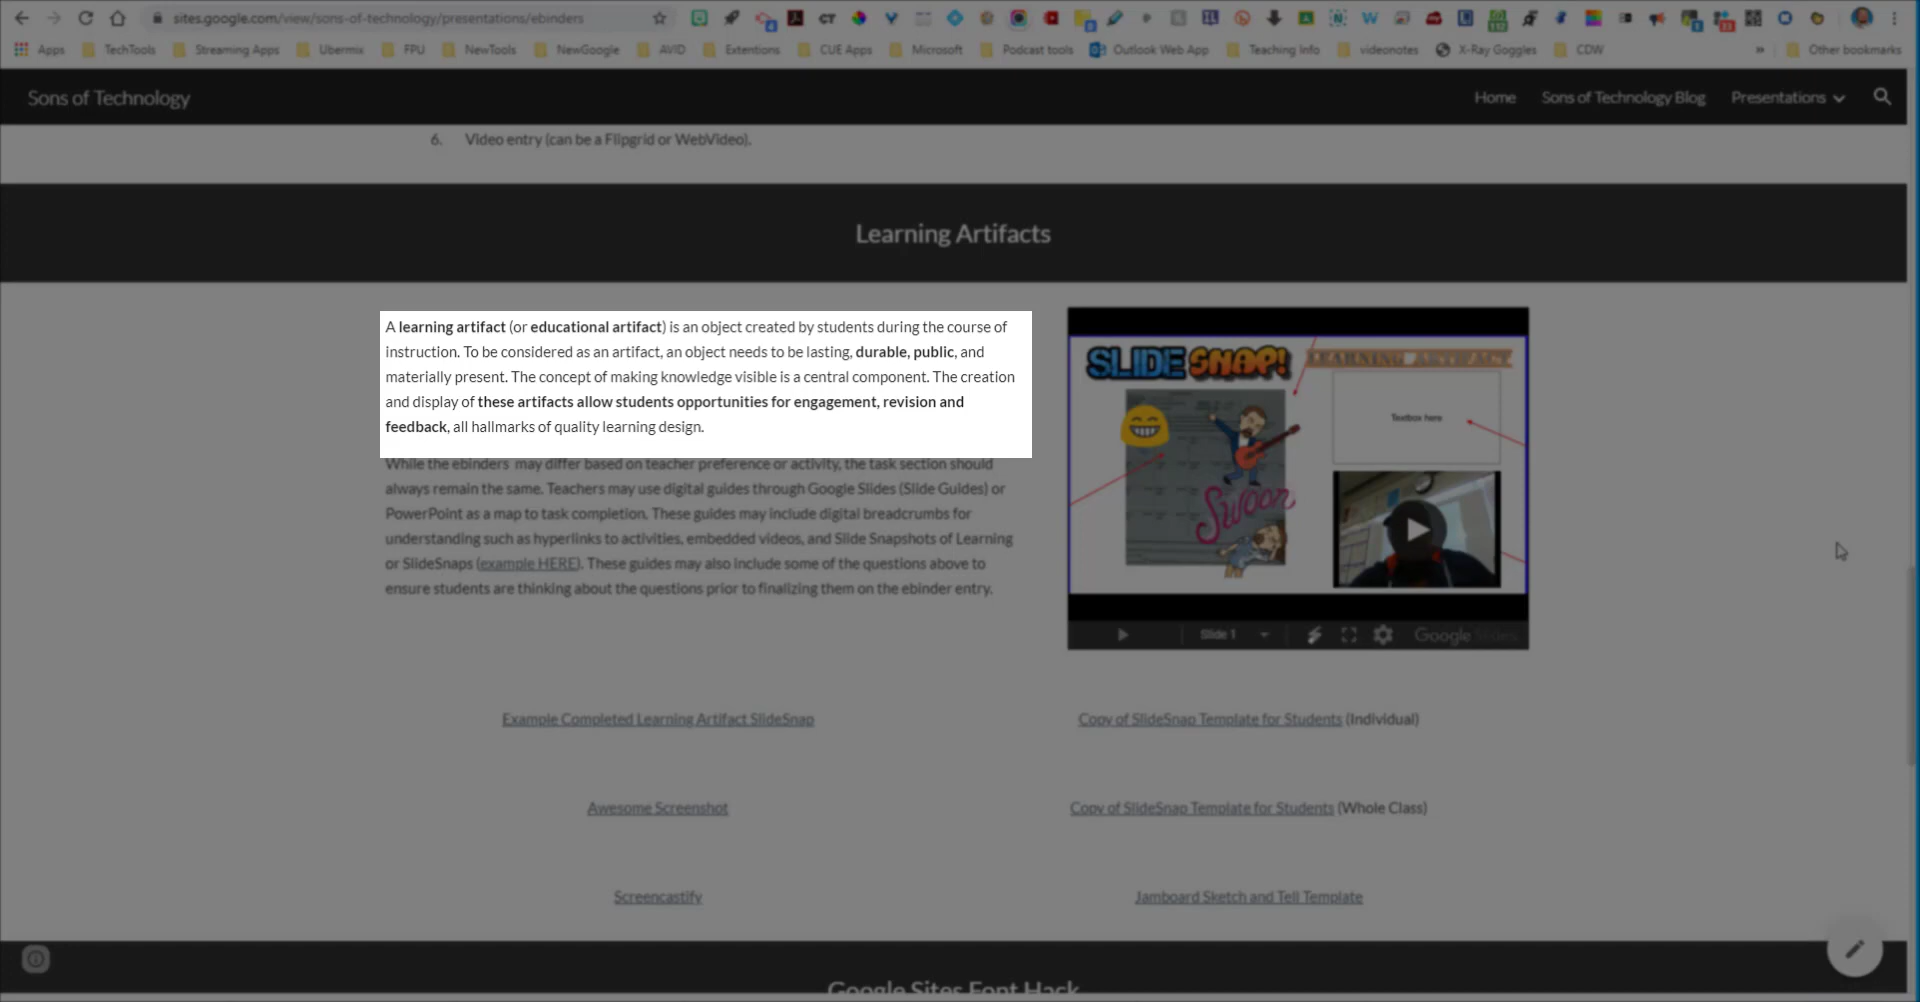 sites.google.com/view/sons-of-technology/presentations/ebinders
Apps TechTools Streaming Apps Ubermix FPU NewTools NewGoogle AVID Extentions CUE Apps Microsoft Podcast tools Outlook Web App Teaching Info videonotes X-Ray Goggles CDW » Other bookmarks
Sons of Technology Home Sons of Technology Blog Presentations
6. Video entry (can be a Flipgrid or WebVideo).
Learning Artifacts
A learning artifact (or educational artifact) is an object created by students during the course of
instruction. To be considered as an artifact, an object needs to be lasting, durable, public, and
materially present. The concept of making knowledge visible is a central component. The creation
and display of these artifacts allow students opportunities for engagement, revision and
feedback, all hallmarks of quality learning design.
While the ebinders may differ based on teacher preference or activity, the task section should
always remain the same. Teachers may use digital guides through Google Slides (Slide Guides) or
PowerPoint as a map to task completion. These guides may include digital breadcrumbs for
understanding such as hyperlinks to activities, embedded videos, and Slide Snapshots of Learning
or SlideSnaps (example HERE). These guides may also include some of the questions above to
ensure students are thinking about the questions prior to finalizing them on the ebinder entry.
SLIDE SNAP! LEARNING ARTIFACT
Textbox here
Swoon
Slide 1 Google Slides
Example Completed Learning Artifact SlideSnap
Copy of SlideSnap Template for Students (Individual)
Awesome Screenshot
Copy of SlideSnap Template for Students (Whole Class)
Screencastify
Jamboard Sketch and Tell Template
Google Sites Font Hack